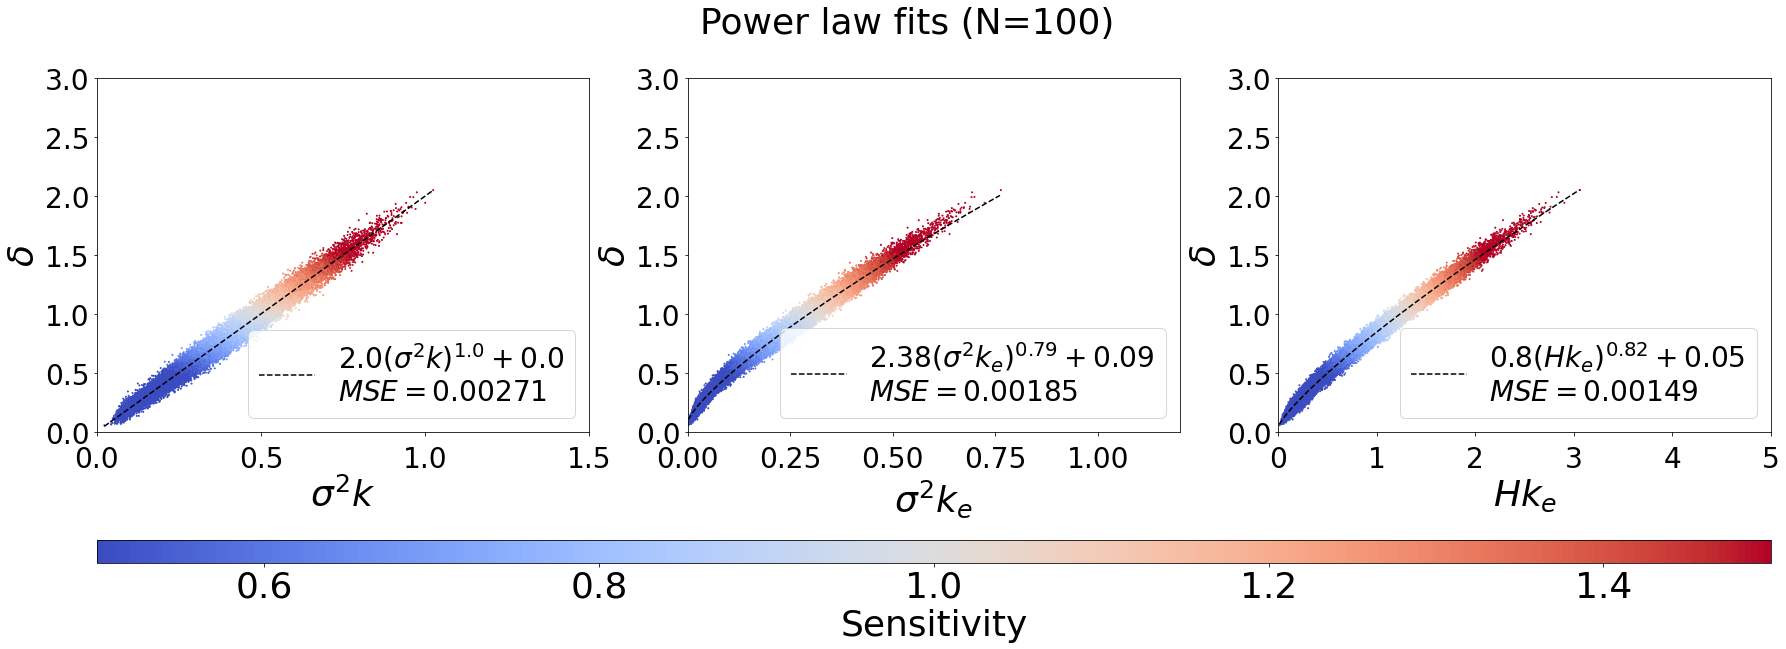 Power law fits (N=100)
3.0
2.5
2.0
1.5
1.0
0.5
0.0
δ
2.0(σ²k)^1.0 + 0.0
MSE = 0.00271
0.0 0.5 1.0 1.5
σ²k
3.0
2.5
2.0
1.5
1.0
0.5
0.0
δ
2.38(σ²kₑ)^0.79 + 0.09
MSE = 0.00185
0.00 0.25 0.50 0.75 1.00
σ²kₑ
3.0
2.5
2.0
1.5
1.0
0.5
0.0
δ
0.8(Hkₑ)^0.82 + 0.05
MSE = 0.00149
0 1 2 3 4 5
Hkₑ
0.6 0.8 1.0 1.2 1.4
Sensitivity